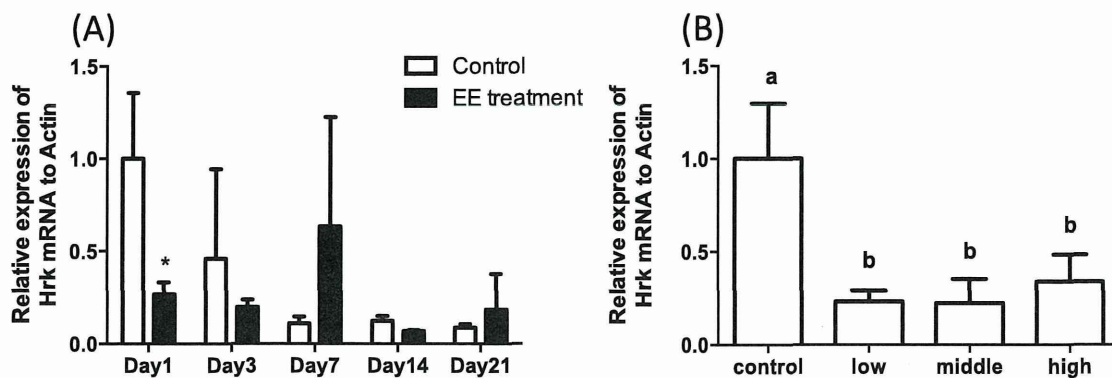 (A)
Relative expression of
Hrk mRNA to Actin
1.5
1.0
0.5
0.0
Control
EE treatment
*
Day1 Day3 Day7 Day14 Day21
(B)
Relative expression of
Hrk mRNA to Actin
1.5
1.0
0.5
0.0
a
b
b
b
control low middle high